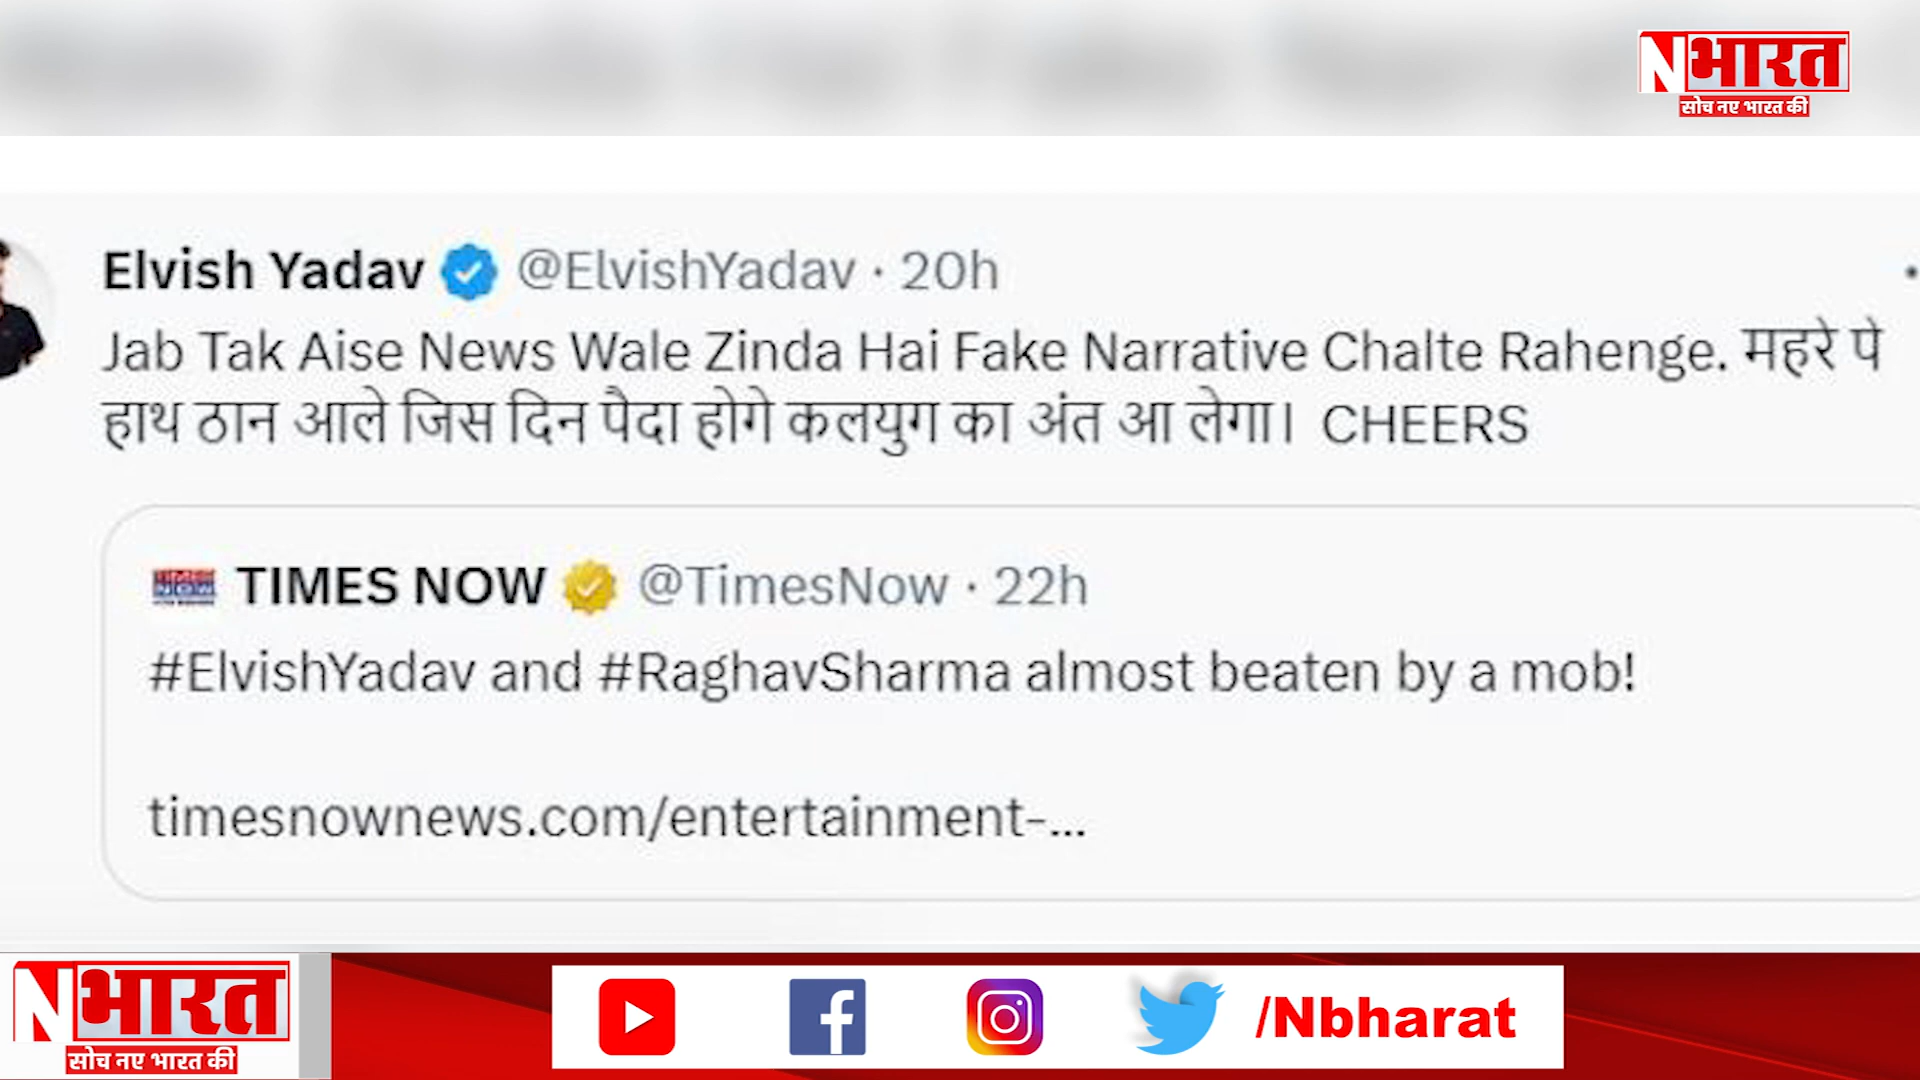 Nभारत
सोच नए भारत की
Elvish Yadav @ElvishYadav · 20h
Jab Tak Aise News Wale Zinda Hai Fake Narrative Chalte Rahenge. महरे पे
हाथ ठान आले जिस दिन पैदा होगे कलयुग का अंत आ लेगा। CHEERS
TIMES NOW @TimesNow · 22h
#ElvishYadav and #RaghavSharma almost beaten by a mob!
timesnownews.com/entertainment-...
Nभारत
सोच नए भारत की
/Nbharat